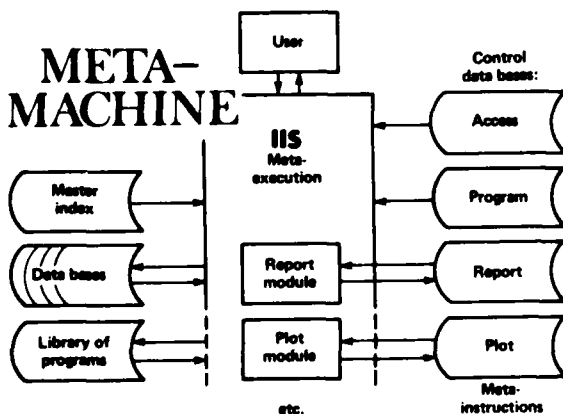 META-
MACHINE
User
Control
data bases:
IIS
Meta-
execution
Access
Master
index
Program
Data bases
Report
module
Report
Library of
programs
Plot
module
Plot
etc.
Meta-
instructions